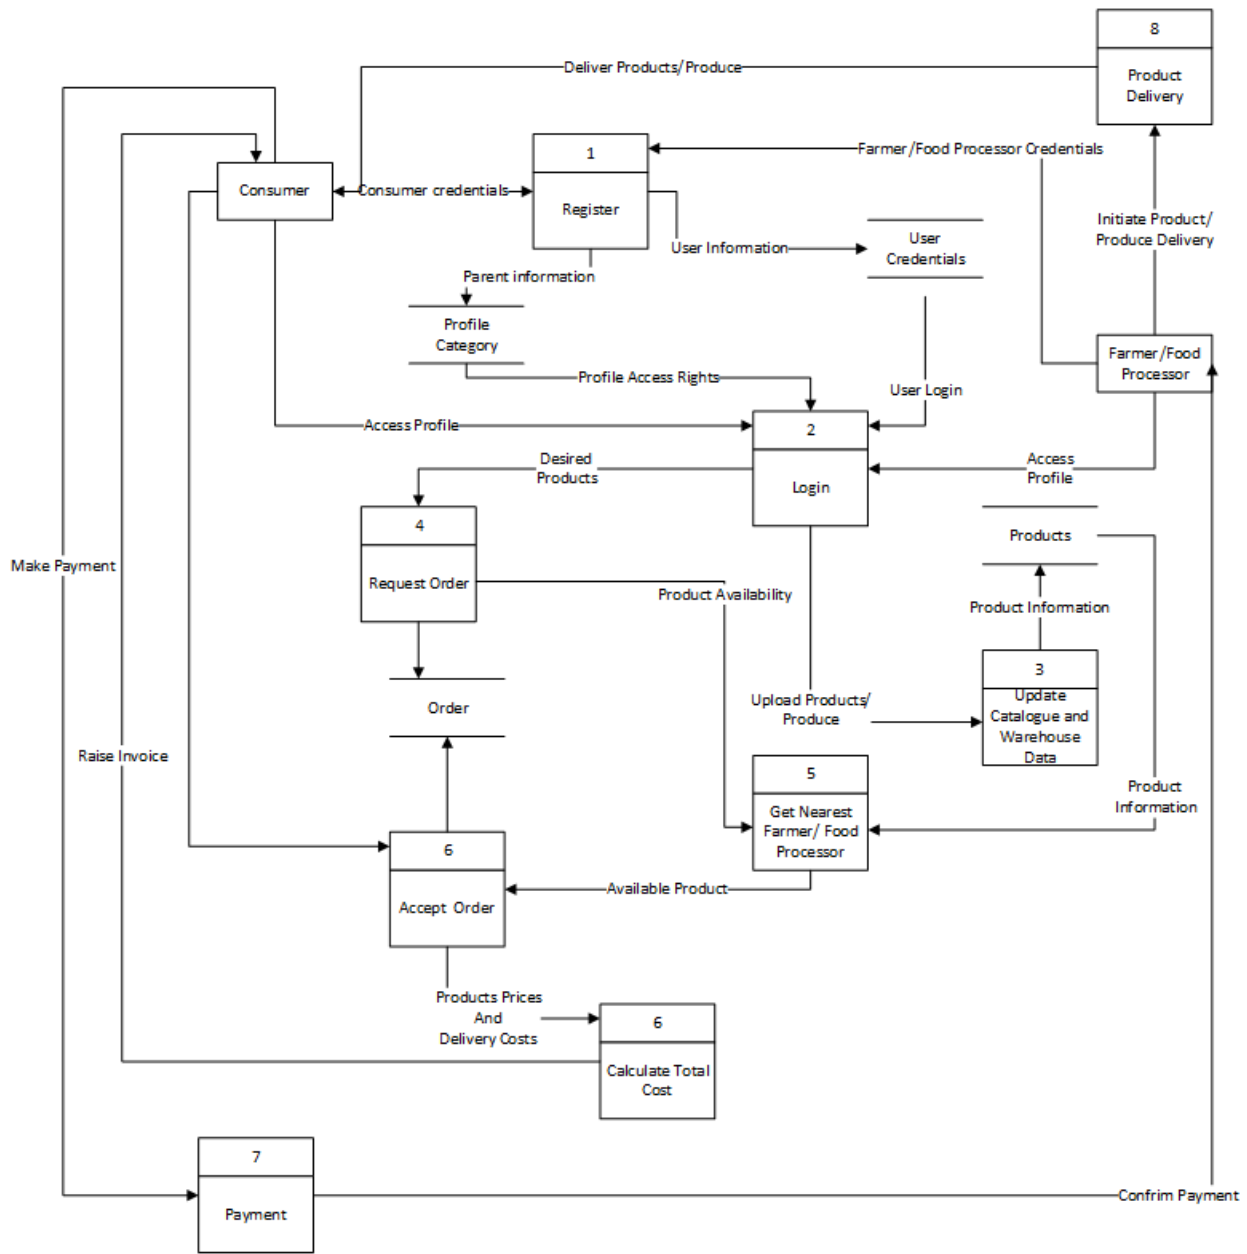 8
Deliver Products/Produce
Product
Delivery
1
Farmer/Food Processor Credentials
Consumer
Consumer credentials
Register
Initiate Product/
Produce Delivery
User Information
User
Credentials
Parent information
Profile
Category
Farmer/Food
Processor
Profile Access Rights
User Login
Access Profile
2
Desired
Products
Access
Profile
Login
4
Products
Make Payment
Request Order
Product Availability
Product Information
3
Order
Upload Products/
Produce
Update
Catalogue and
Warehouse
Data
Raise Invoice
5
Product
Information
Get Nearest
Farmer/ Food
Processor
6
Available Product
Accept Order
Products Prices
And
Delivery Costs
6
Calculate Total
Cost
7
Payment
Confrim Payment